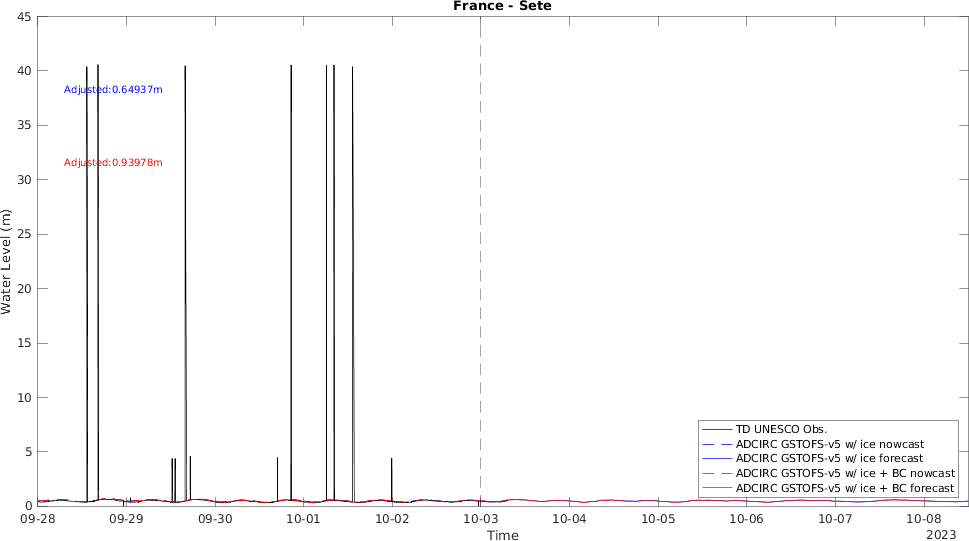 France - Sete
45
40
35
30
25
20
15
10
5
0
Water Level (m)
Adjusted:0.64937m
Adjusted:0.93978m
TD UNESCO Obs.
ADCIRC GSTOFS-v5 w/ ice nowcast
ADCIRC GSTOFS-v5 w/ ice forecast
ADCIRC GSTOFS-v5 w/ ice + BC nowcast
ADCIRC GSTOFS-v5 w/ ice + BC forecast
09-28 09-29 09-30 10-01 10-02 10-03 10-04 10-05 10-06 10-07 10-08
2023
Time